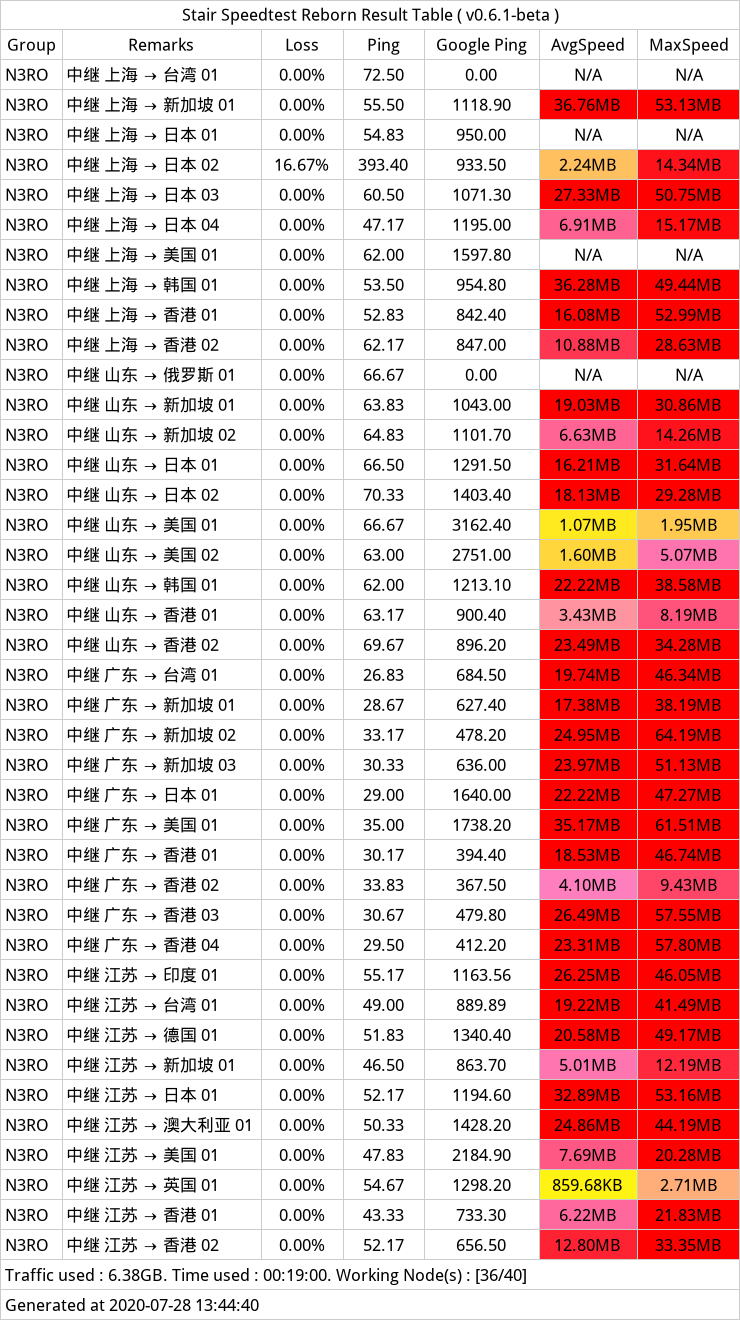 Stair Speedtest Reborn Result Table ( v0.6.1-beta )
Group Remarks Loss Ping Google Ping AvgSpeed MaxSpeed
N3RO 中继 上海 → 台湾 01 0.00% 72.50 0.00 N/A N/A
N3RO 中继 上海 → 新加坡 01 0.00% 55.50 1118.90 36.76MB 53.13MB
N3RO 中继 上海 → 日本 01 0.00% 54.83 950.00 N/A N/A
N3RO 中继 上海 → 日本 02 16.67% 393.40 933.50 2.24MB 14.34MB
N3RO 中继 上海 → 日本 03 0.00% 60.50 1071.30 27.33MB 50.75MB
N3RO 中继 上海 → 日本 04 0.00% 47.17 1195.00 6.91MB 15.17MB
N3RO 中继 上海 → 美国 01 0.00% 62.00 1597.80 N/A N/A
N3RO 中继 上海 → 韩国 01 0.00% 53.50 954.80 36.28MB 49.44MB
N3RO 中继 上海 → 香港 01 0.00% 52.83 842.40 16.08MB 52.99MB
N3RO 中继 上海 → 香港 02 0.00% 62.17 847.00 10.88MB 28.63MB
N3RO 中继 山东 → 俄罗斯 01 0.00% 66.67 0.00 N/A N/A
N3RO 中继 山东 → 新加坡 01 0.00% 63.83 1043.00 19.03MB 30.86MB
N3RO 中继 山东 → 新加坡 02 0.00% 64.83 1101.70 6.63MB 14.26MB
N3RO 中继 山东 → 日本 01 0.00% 66.50 1291.50 16.21MB 31.64MB
N3RO 中继 山东 → 日本 02 0.00% 70.33 1403.40 18.13MB 29.28MB
N3RO 中继 山东 → 美国 01 0.00% 66.67 3162.40 1.07MB 1.95MB
N3RO 中继 山东 → 美国 02 0.00% 63.00 2751.00 1.60MB 5.07MB
N3RO 中继 山东 → 韩国 01 0.00% 62.00 1213.10 22.22MB 38.58MB
N3RO 中继 山东 → 香港 01 0.00% 63.17 900.40 3.43MB 8.19MB
N3RO 中继 山东 → 香港 02 0.00% 69.67 896.20 23.49MB 34.28MB
N3RO 中继 广东 → 台湾 01 0.00% 26.83 684.50 19.74MB 46.34MB
N3RO 中继 广东 → 新加坡 01 0.00% 28.67 627.40 17.38MB 38.19MB
N3RO 中继 广东 → 新加坡 02 0.00% 33.17 478.20 24.95MB 64.19MB
N3RO 中继 广东 → 新加坡 03 0.00% 30.33 636.00 23.97MB 51.13MB
N3RO 中继 广东 → 日本 01 0.00% 29.00 1640.00 22.22MB 47.27MB
N3RO 中继 广东 → 美国 01 0.00% 35.00 1738.20 35.17MB 61.51MB
N3RO 中继 广东 → 香港 01 0.00% 30.17 394.40 18.53MB 46.74MB
N3RO 中继 广东 → 香港 02 0.00% 33.83 367.50 4.10MB 9.43MB
N3RO 中继 广东 → 香港 03 0.00% 30.67 479.80 26.49MB 57.55MB
N3RO 中继 广东 → 香港 04 0.00% 29.50 412.20 23.31MB 57.80MB
N3RO 中继 江苏 → 印度 01 0.00% 55.17 1163.56 26.25MB 46.05MB
N3RO 中继 江苏 → 台湾 01 0.00% 49.00 889.89 19.22MB 41.49MB
N3RO 中继 江苏 → 德国 01 0.00% 51.83 1340.40 20.58MB 49.17MB
N3RO 中继 江苏 → 新加坡 01 0.00% 46.50 863.70 5.01MB 12.19MB
N3RO 中继 江苏 → 日本 01 0.00% 52.17 1194.60 32.89MB 53.16MB
N3RO 中继 江苏 → 澳大利亚 01 0.00% 50.33 1428.20 24.86MB 44.19MB
N3RO 中继 江苏 → 美国 01 0.00% 47.83 2184.90 7.69MB 20.28MB
N3RO 中继 江苏 → 英国 01 0.00% 54.67 1298.20 859.68KB 2.71MB
N3RO 中继 江苏 → 香港 01 0.00% 43.33 733.30 6.22MB 21.83MB
N3RO 中继 江苏 → 香港 02 0.00% 52.17 656.50 12.80MB 33.35MB
Traffic used : 6.38GB. Time used : 00:19:00. Working Node(s) : [36/40]
Generated at 2020-07-28 13:44:40